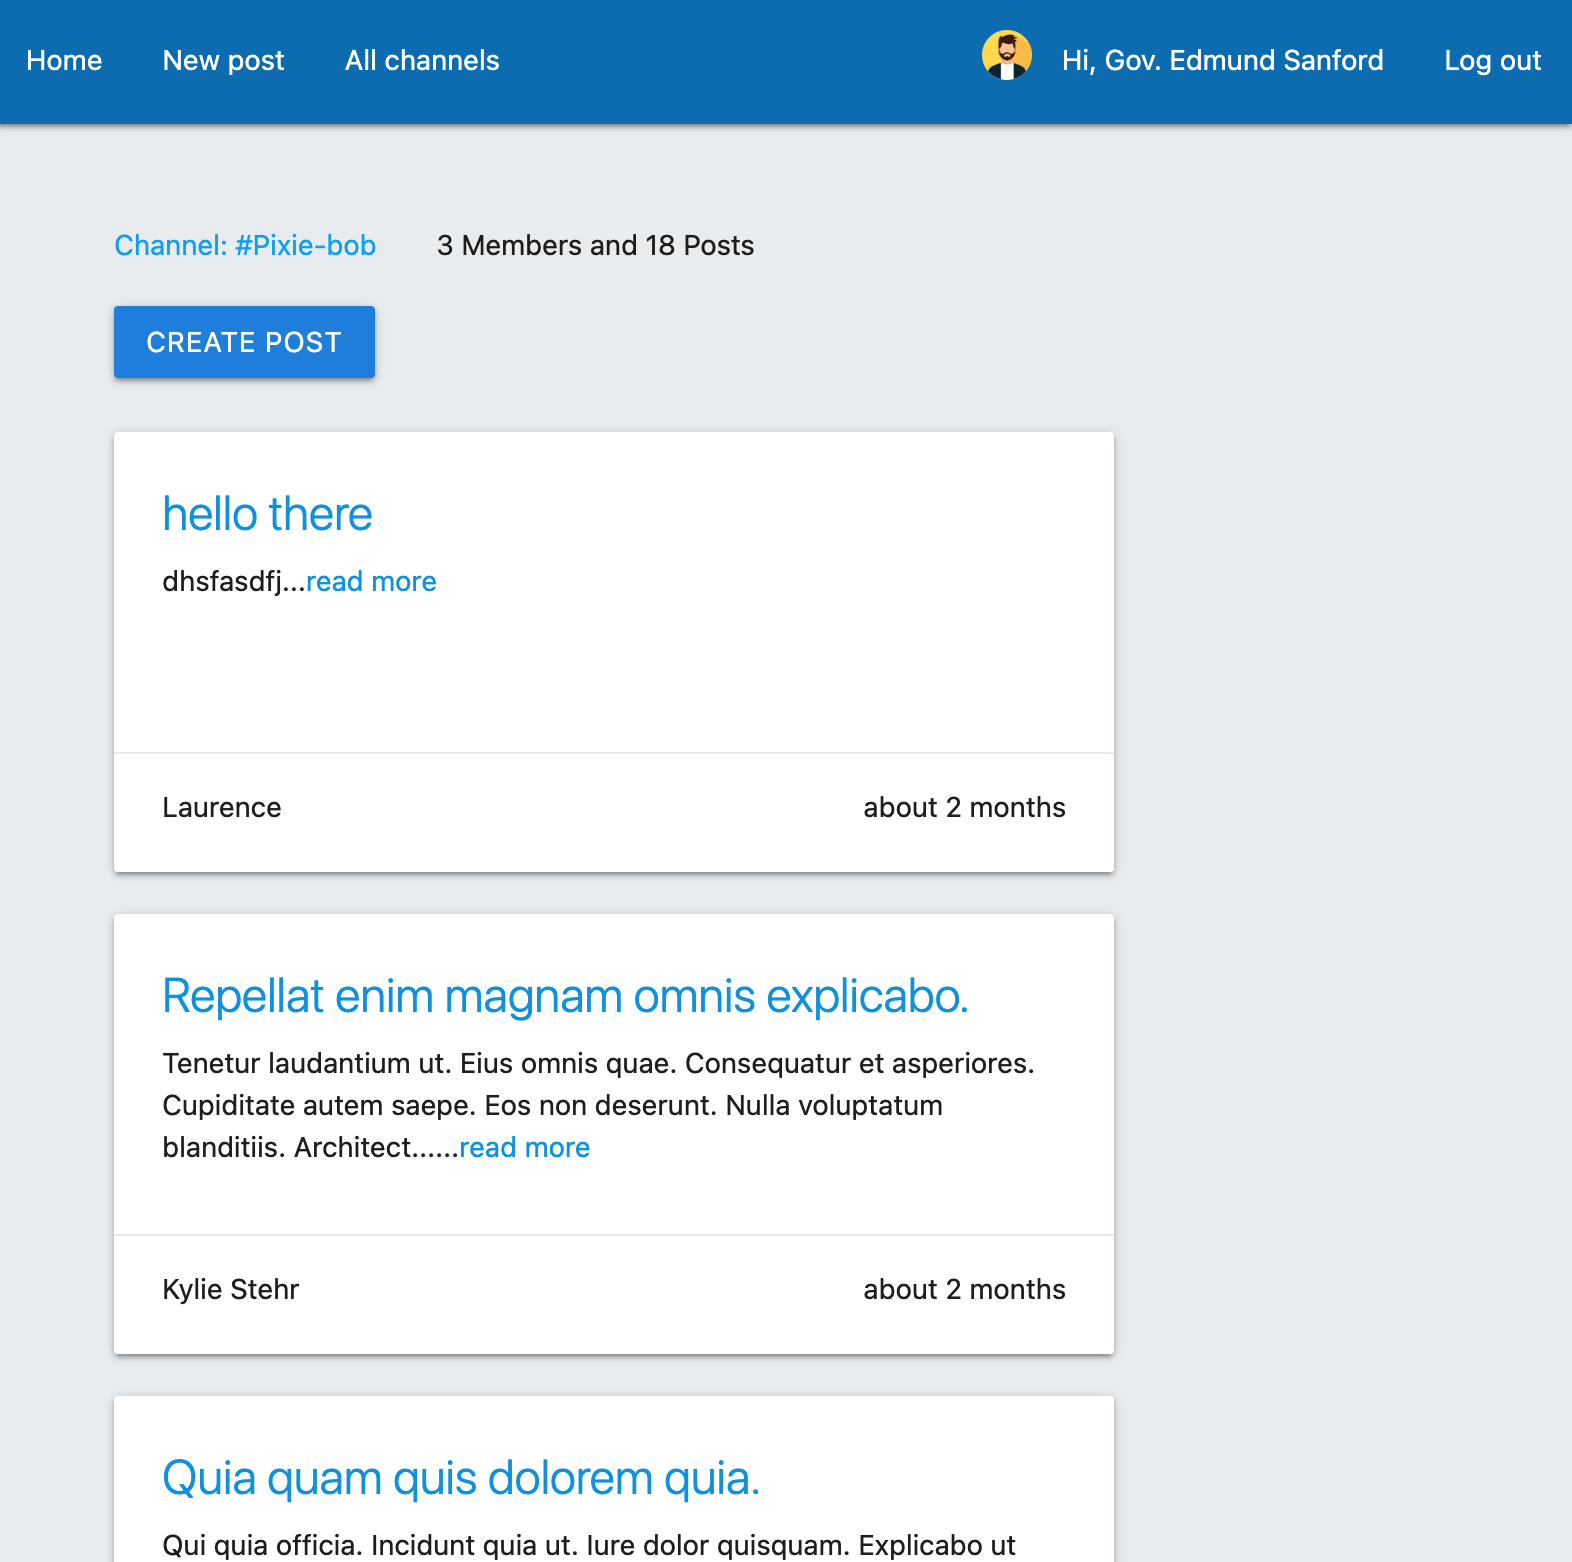 Home New post All channels Hi, Gov. Edmund Sanford Log out
Channel: #Pixie-bob 3 Members and 18 Posts
CREATE POST
hello there
dhsfasdfj...read more
Laurence about 2 months
Repellat enim magnam omnis explicabo.
Tenetur laudantium ut. Eius omnis quae. Consequatur et asperiores.
Cupiditate autem saepe. Eos non deserunt. Nulla voluptatum
blanditiis. Architect......read more
Kylie Stehr about 2 months
Quia quam quis dolorem quia.
Qui quia officia. Incidunt quia ut. Iure dolor quisquam. Explicabo ut